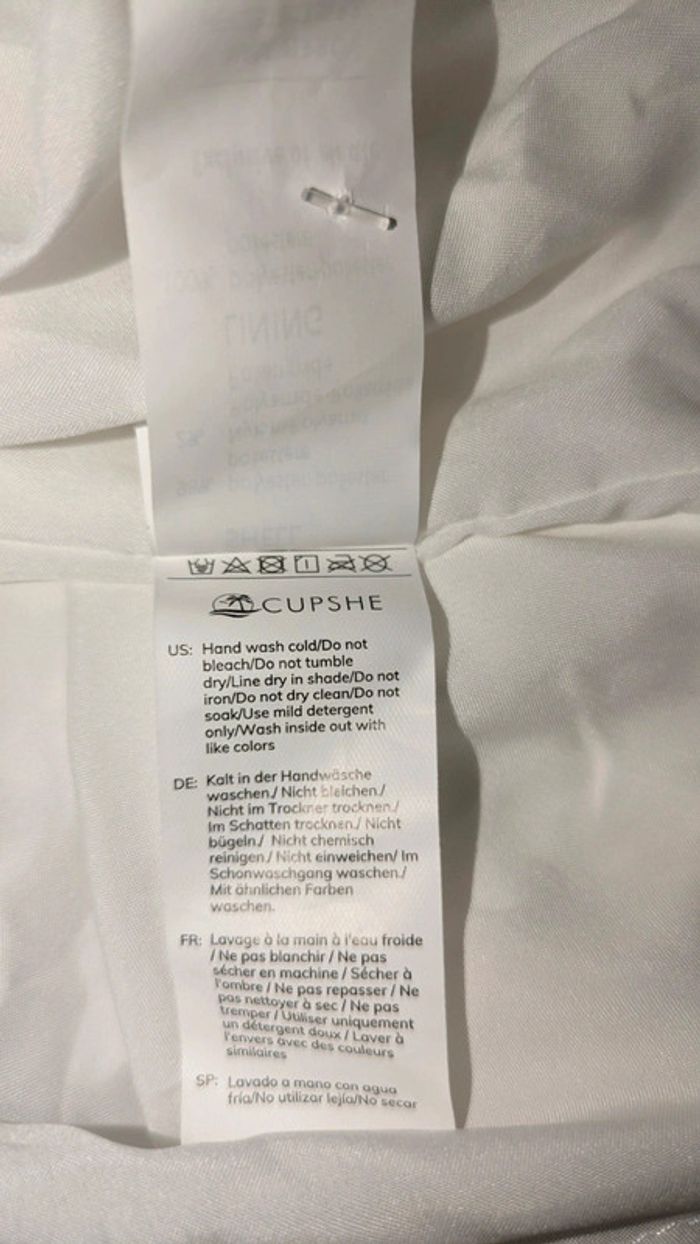 CUPSHE
US: Hand wash cold/Do not
bleach/Do not tumble
dry/Line dry in shade/Do not
iron/Do not dry clean/Do not
soak/Use mild detergent
only/Wash inside out with
like colors
DE: Kalt in der Handwäsche
waschen./ Nicht bleichen./
Nicht im Trockner trocknen./
Im Schatten trocknen./ Nicht
bügeln./ Nicht chemisch
reinigen./ Nicht einweichen/ Im
Schonwaschgang waschen./
Mit ähnlichen Farben
waschen.
FR: Lavage à la main à l'eau froide
/ Ne pas blanchir / Ne pas
sécher en machine / Sécher à
l'ombre / Ne pas repasser / Ne
pas nettoyer à sec / Ne pas
tremper / Utiliser uniquement
un détergent doux / Laver à
l'envers avec des couleurs
similaires
SP: Lavado a mano con agua
fría/No utilizar lejía/No secar